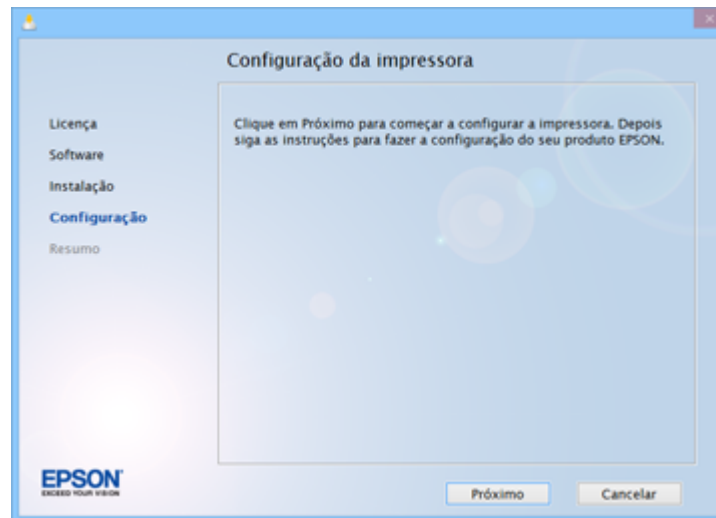 Configuração da impressora
Licença
Software
Instalação
Configuração
Resumo
Clique em Próximo para começar a configurar a impressora. Depois
siga as instruções para fazer a configuração do seu produto EPSON.
EPSON
EXCEED YOUR VISION
Próximo
Cancelar